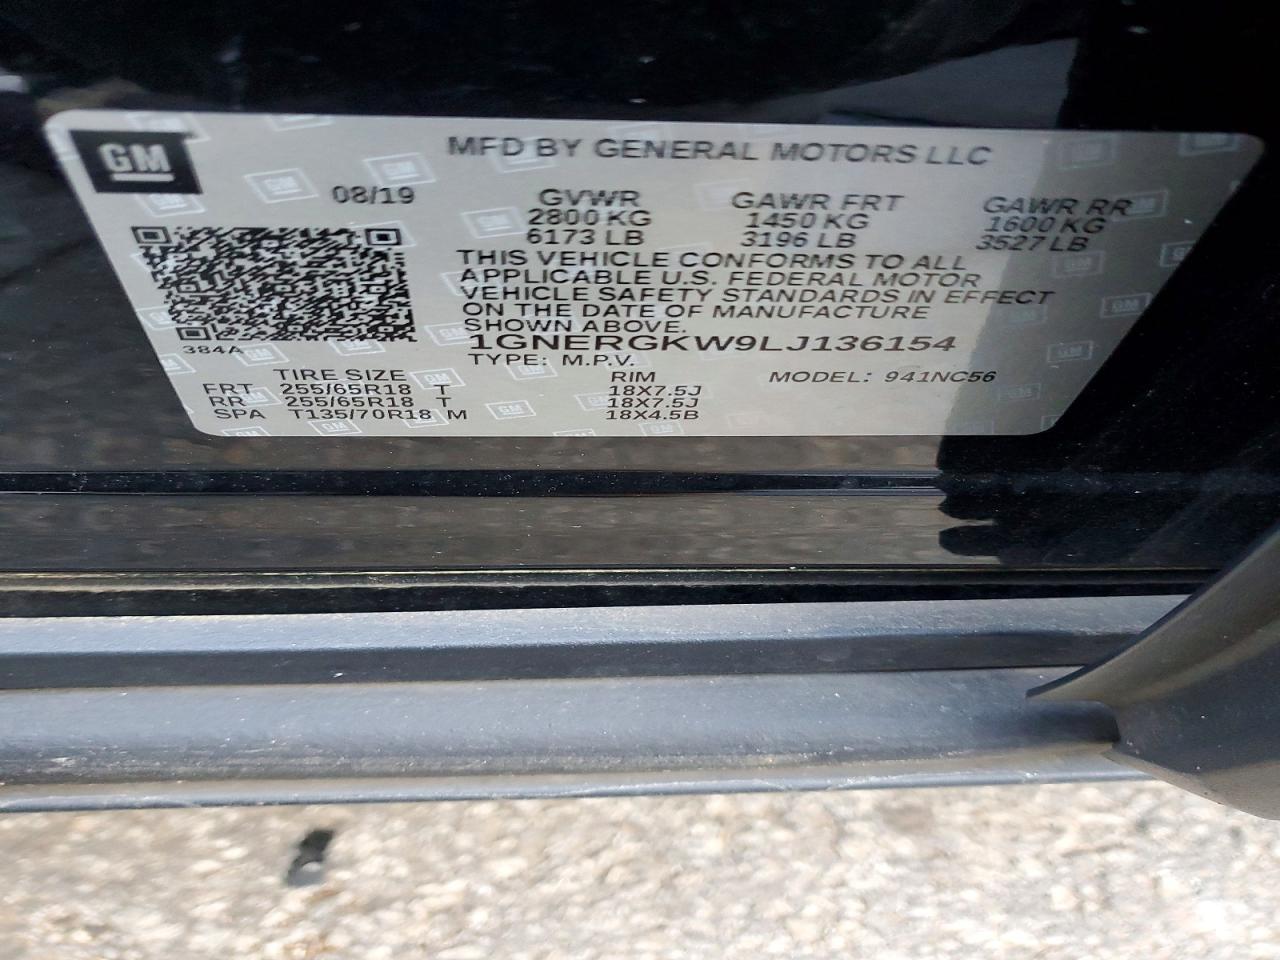 GM
MFD BY GENERAL MOTORS LLC
08/19
GVWR GAWR FRT GAWR RR
2800 KG 1450 KG 1600 KG
6173 LB 3196 LB 3527 LB
THIS VEHICLE CONFORMS TO ALL
APPLICABLE U.S. FEDERAL MOTOR
VEHICLE SAFETY STANDARDS IN EFFECT
ON THE DATE OF MANUFACTURE
SHOWN ABOVE.
384A
1GNERGKW9LJ136154
TYPE: M.P.V.
TIRE SIZE RIM MODEL: 941NC56
FRT 255/65R18 T 18X7.5J
RR 255/65R18 T 18X7.5J
SPA T135/70R18 M 18X4.5B